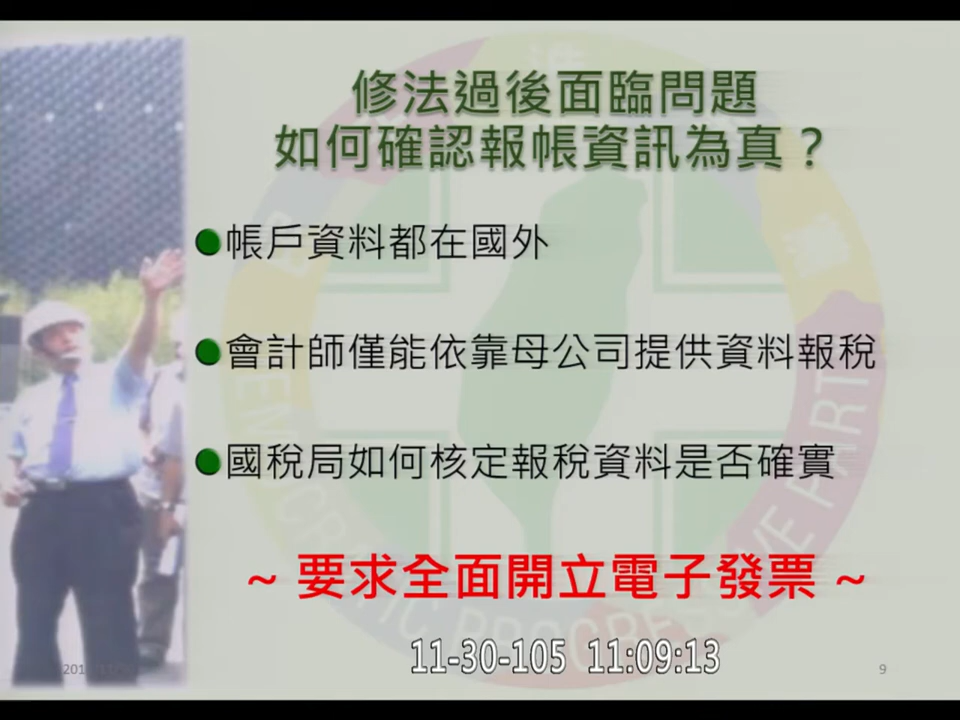 修法過後面臨問題
如何確認報帳資訊為真？
帳戶資料都在國外
會計師僅能依靠母公司提供資料報稅
國稅局如何核定報稅資料是否確實
~ 要求全面開立電子發票 ~
11-30-105 11:09:13
9